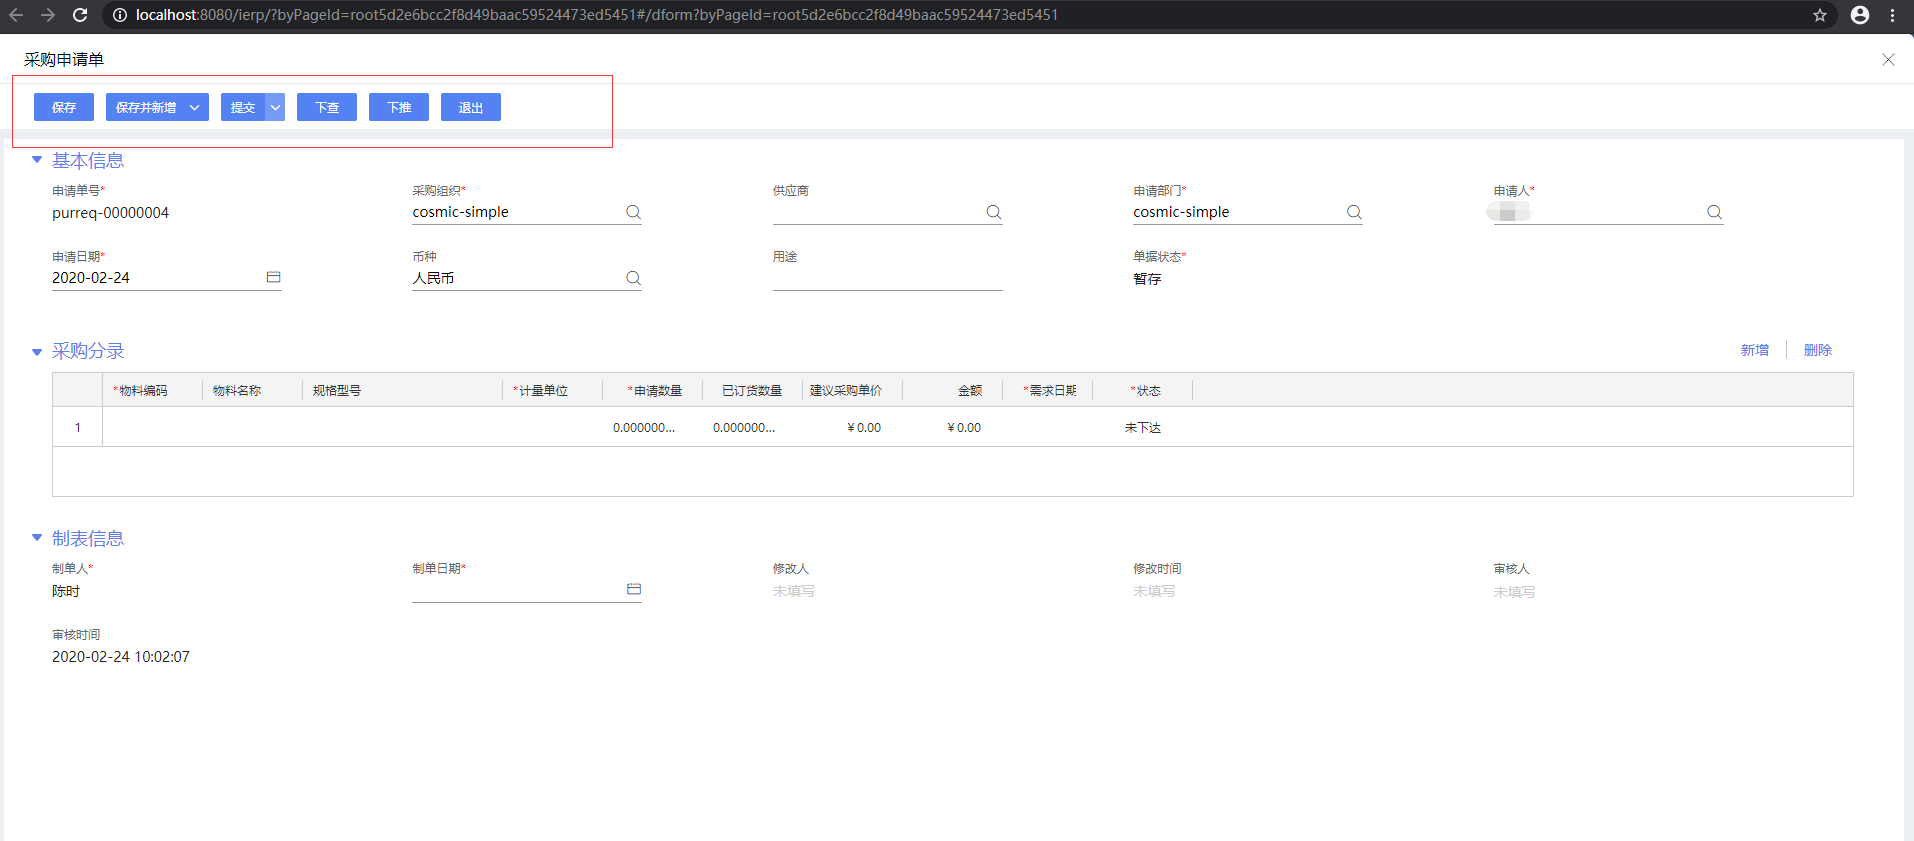 localhost:8080/ierp/?byPageId=root5d2e6bcc2f8d49baac59524473ed5451#/dform?byPageId=root5d2e6bcc2f8d49baac59524473ed5451
采购申请单
保存 保存并新增 提交 下查 下推 退出
基本信息
申请单号* 采购组织* 供应商 申请部门* 申请人*
purreq-00000004 cosmic-simple cosmic-simple
申请日期* 币种 用途 单据状态*
2020-02-24 人民币 暂存
采购分录 新增 删除
*物料编码 物料名称 规格型号 *计量单位 *申请数量 已订货数量 建议采购单价 金额 *需求日期 *状态
1 0.000000... 0.000000... ¥0.00 ¥0.00 未下达
制表信息
制单人* 制单日期* 修改人 修改时间 审核人
陈时 未填写 未填写 未填写
审核时间
2020-02-24 10:02:07